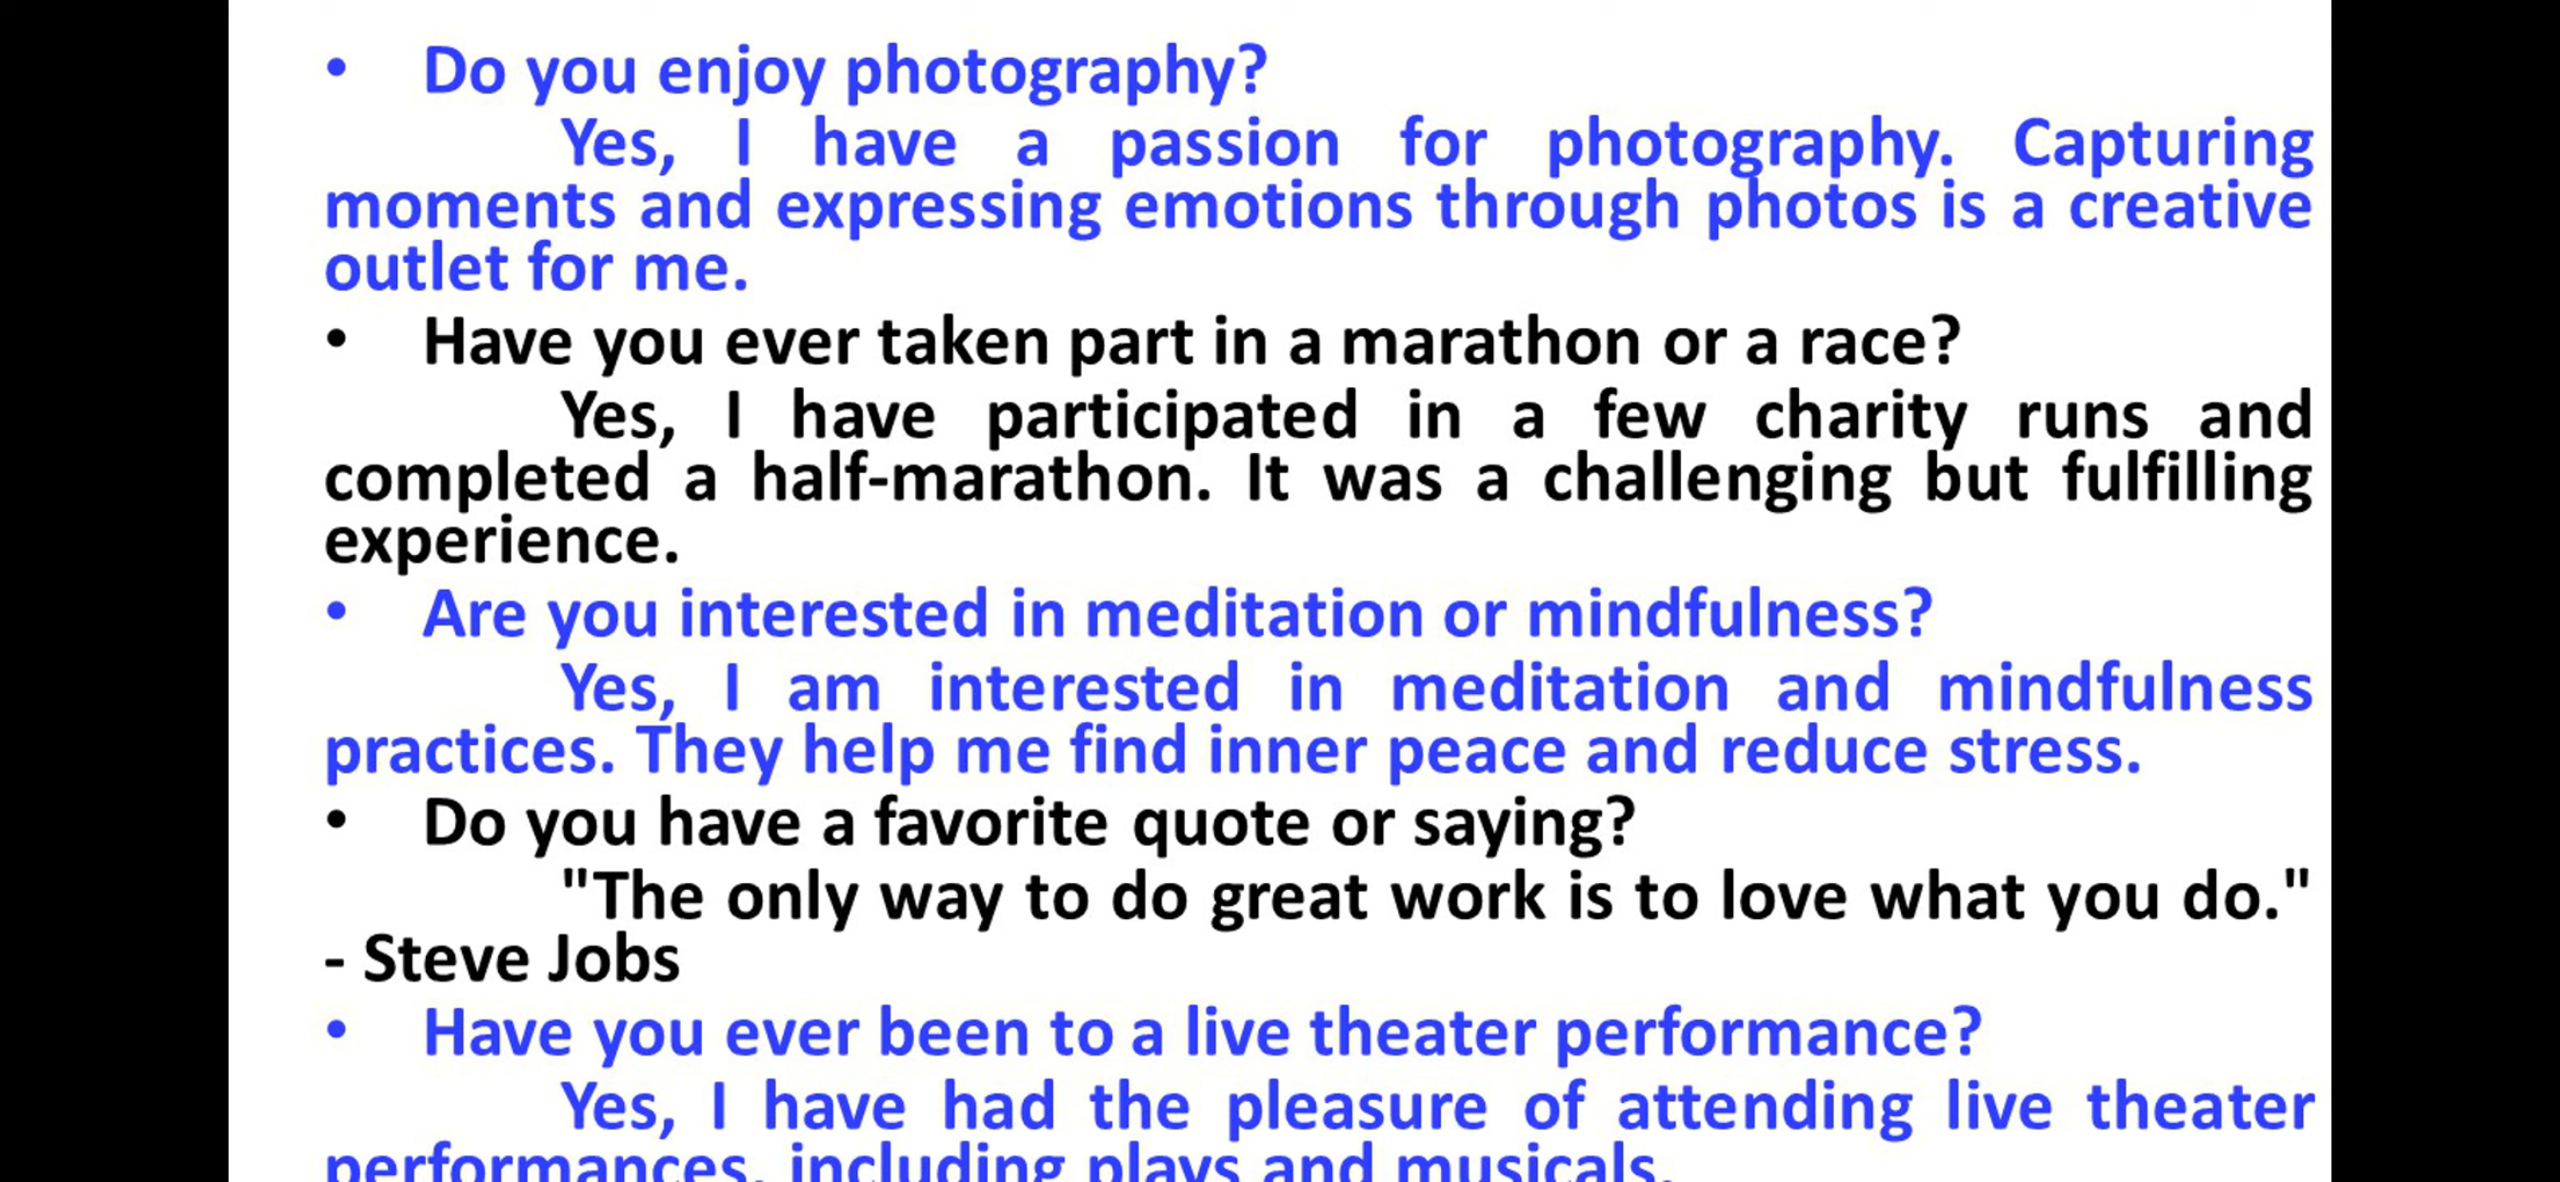 • Do you enjoy photography?
Yes, I have a passion for photography. Capturing
moments and expressing emotions through photos is a creative
outlet for me.
• Have you ever taken part in a marathon or a race?
Yes, I have participated in a few charity runs and
completed a half-marathon. It was a challenging but fulfilling
experience.
• Are you interested in meditation or mindfulness?
Yes, I am interested in meditation and mindfulness
practices. They help me find inner peace and reduce stress.
• Do you have a favorite quote or saying?
"The only way to do great work is to love what you do."
- Steve Jobs
• Have you ever been to a live theater performance?
Yes, I have had the pleasure of attending live theater
performances, including plays and musicals.